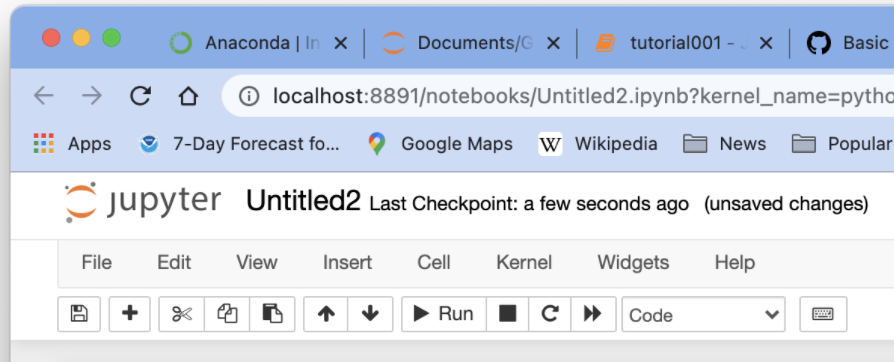 Anaconda | In Documents/G tutorial001 - J Basic
localhost:8891/notebooks/Untitled2.ipynb?kernel_name=pytho
Apps 7-Day Forecast fo... Google Maps W Wikipedia News Popular
jupyter Untitled2 Last Checkpoint: a few seconds ago (unsaved changes)
File Edit View Insert Cell Kernel Widgets Help
Run Code